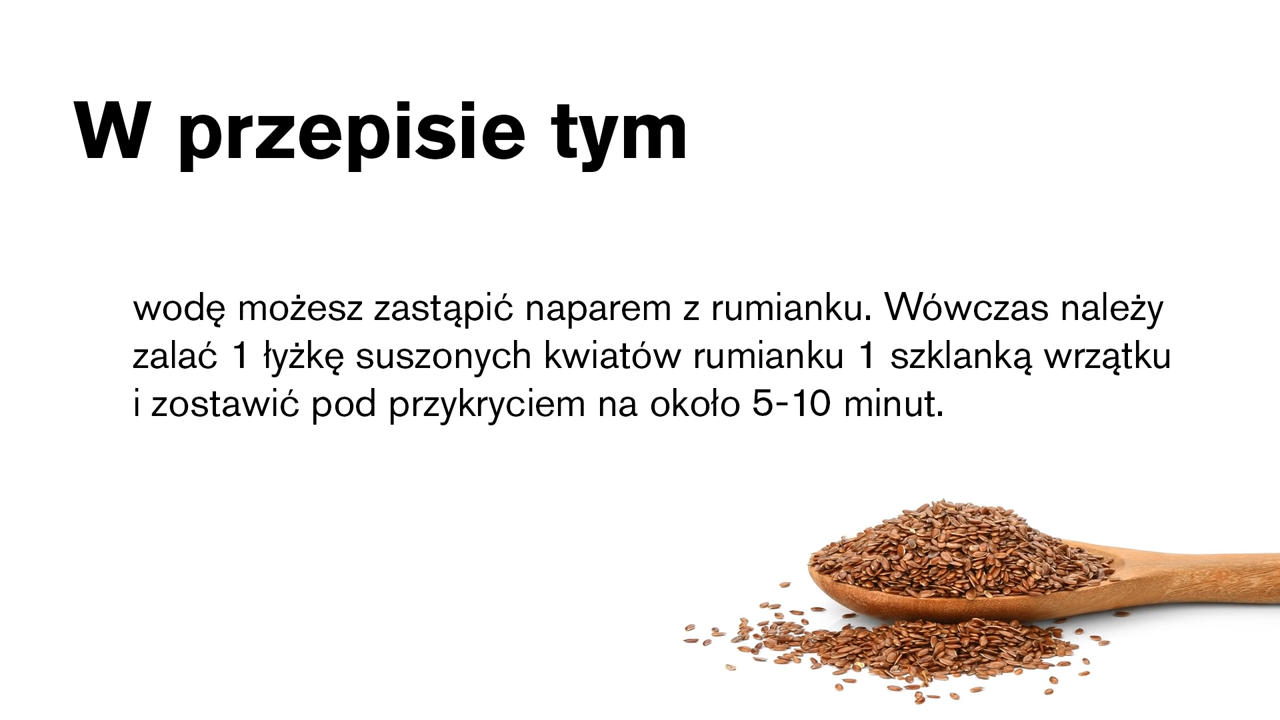 W przepisie tym
wodę możesz zastąpić naparem z rumianku. Wówczas należy
zalać 1 łyżkę suszonych kwiatów rumianku 1 szklanką wrzątku
i zostawić pod przykryciem na około 5-10 minut.